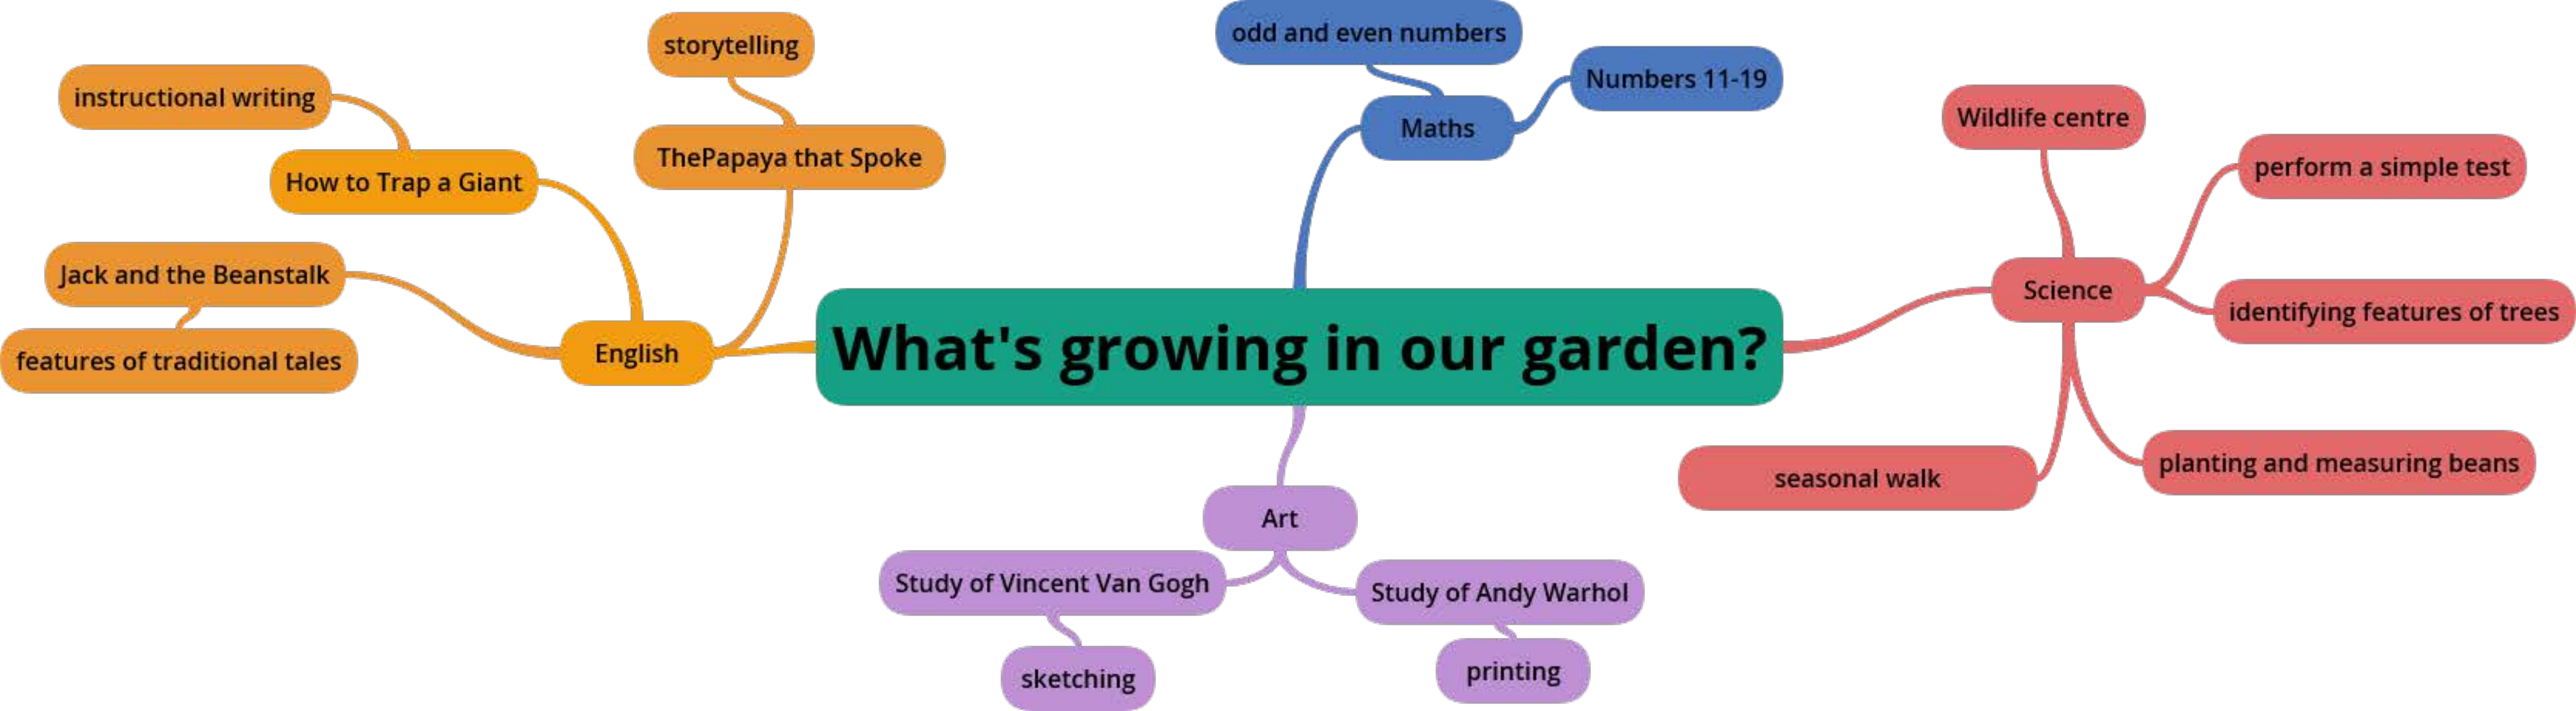 What's growing in our garden?
English
How to Trap a Giant
instructional writing
ThePapaya that Spoke
storytelling
Jack and the Beanstalk
features of traditional tales
Maths
odd and even numbers
Numbers 11-19
Science
Wildlife centre
perform a simple test
identifying features of trees
planting and measuring beans
seasonal walk
Art
Study of Vincent Van Gogh
sketching
Study of Andy Warhol
printing